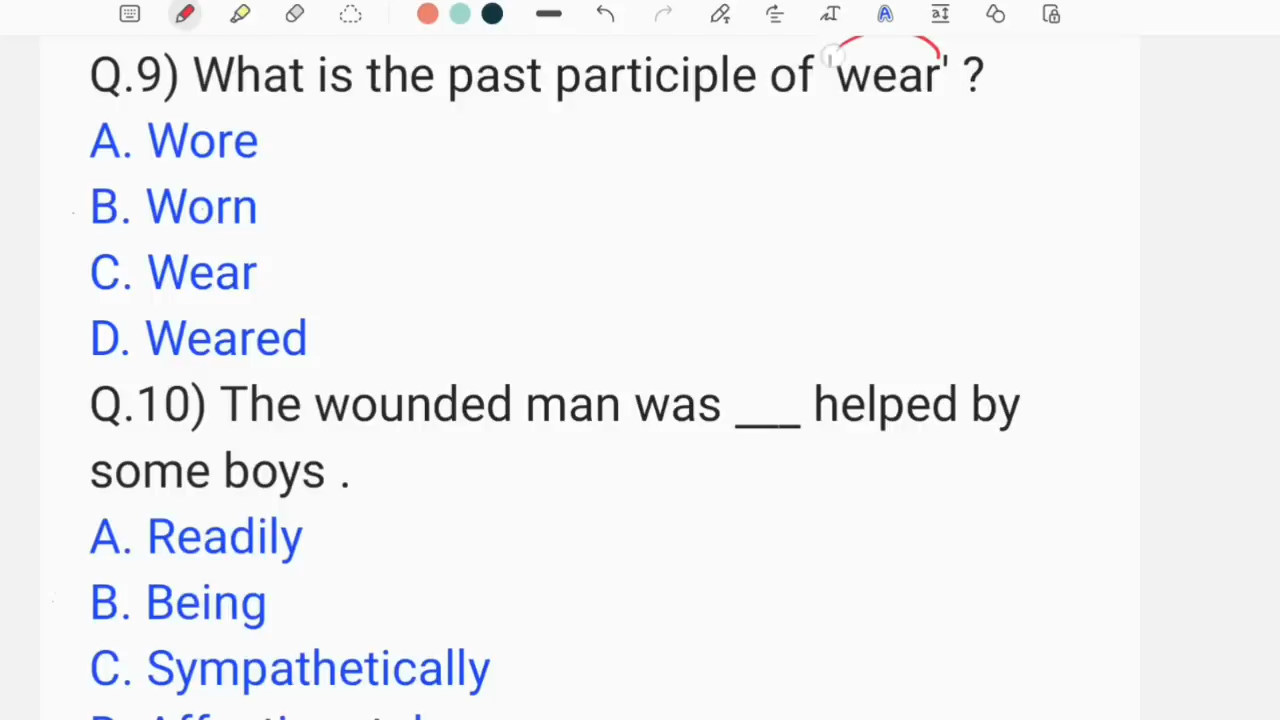 Q.9) What is the past participle of 'wear' ?
A. Wore
B. Worn
C. Wear
D. Weared
Q.10) The wounded man was ___ helped by
some boys .
A. Readily
B. Being
C. Sympathetically